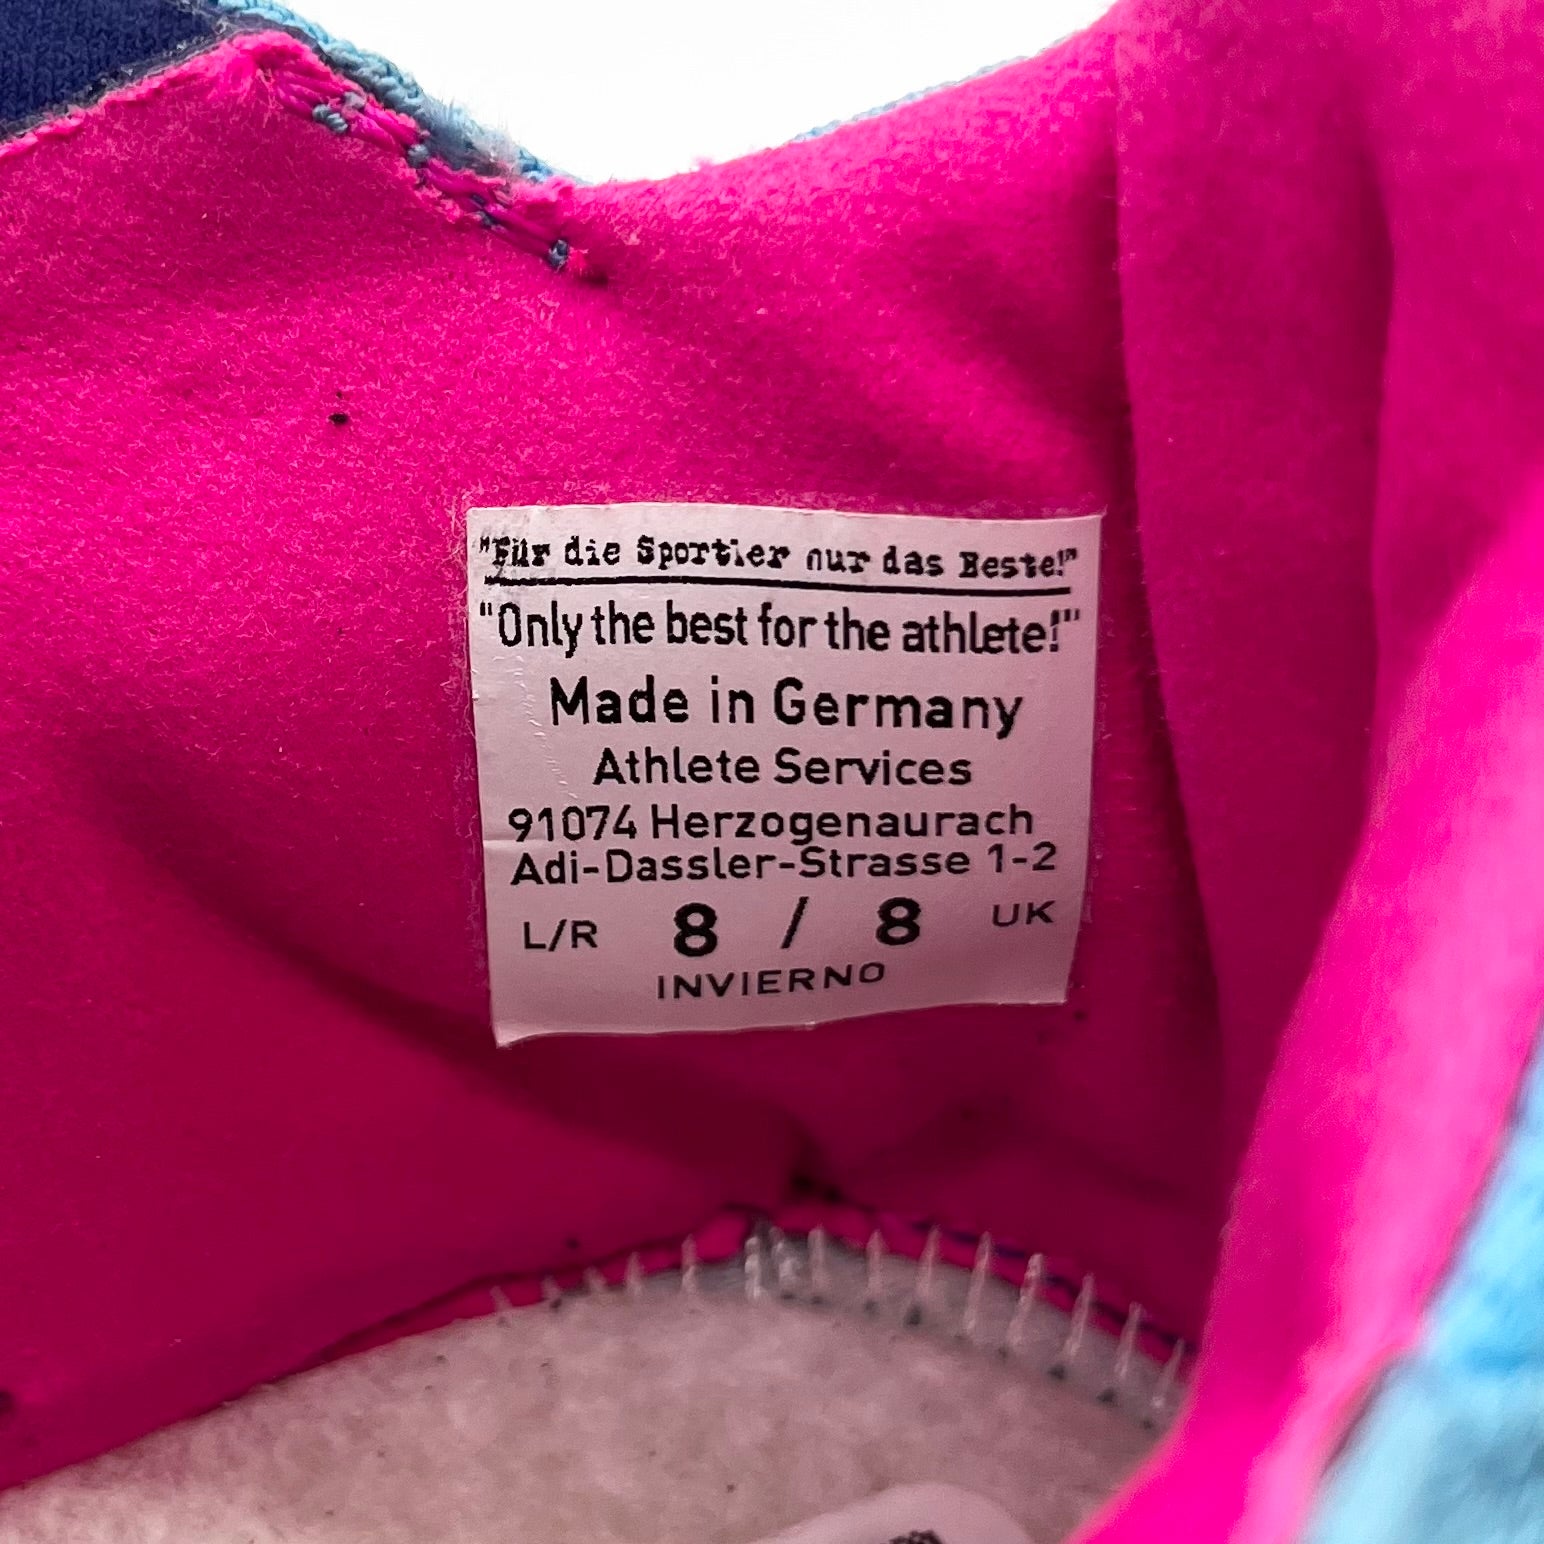 "Für die Sportler nur das Beste!"
"Only the best for the athlete!"
Made in Germany
Athlete Services
91074 Herzogenaurach
Adi-Dassler-Strasse 1-2
L/R 8 / 8 UK
INVIERNO